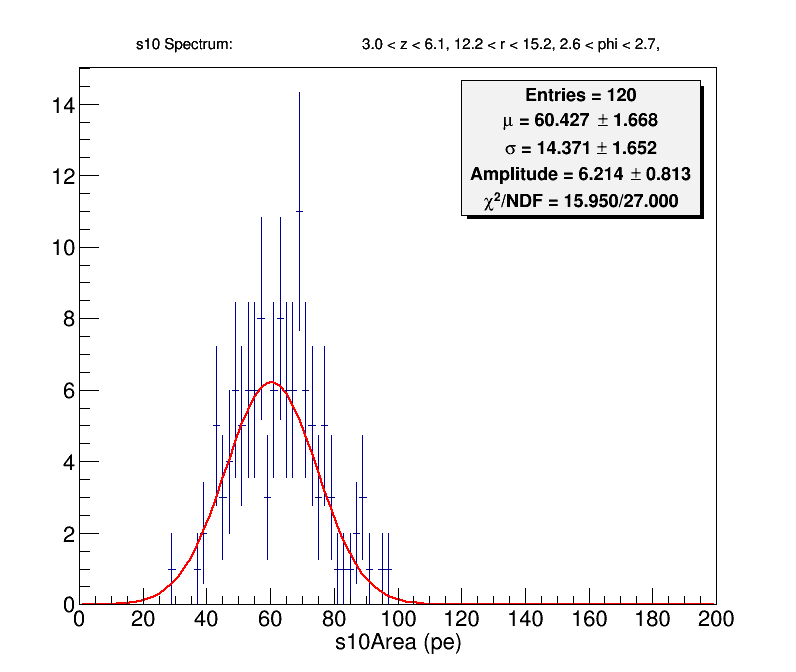 s10 Spectrum: 3.0 < z < 6.1, 12.2 < r < 15.2, 2.6 < phi < 2.7,
Entries = 120
μ = 60.427 ± 1.668
σ = 14.371 ± 1.652
Amplitude = 6.214 ± 0.813
χ²/NDF = 15.950/27.000
14
12
10
8
6
4
2
0
0 20 40 60 80 100 120 140 160 180 200
s10Area (pe)